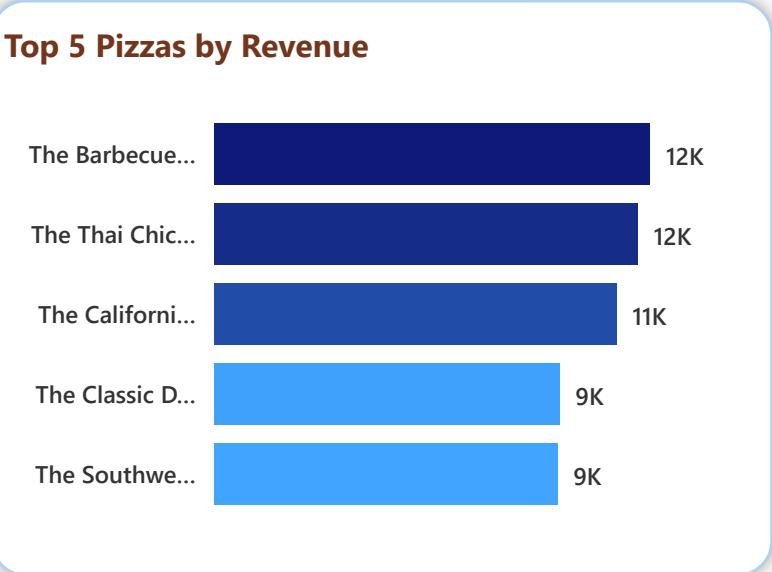 Top 5 Pizzas by Revenue
The Barbecue... 12K
The Thai Chic... 12K
The Californi... 11K
The Classic D... 9K
The Southwe... 9K